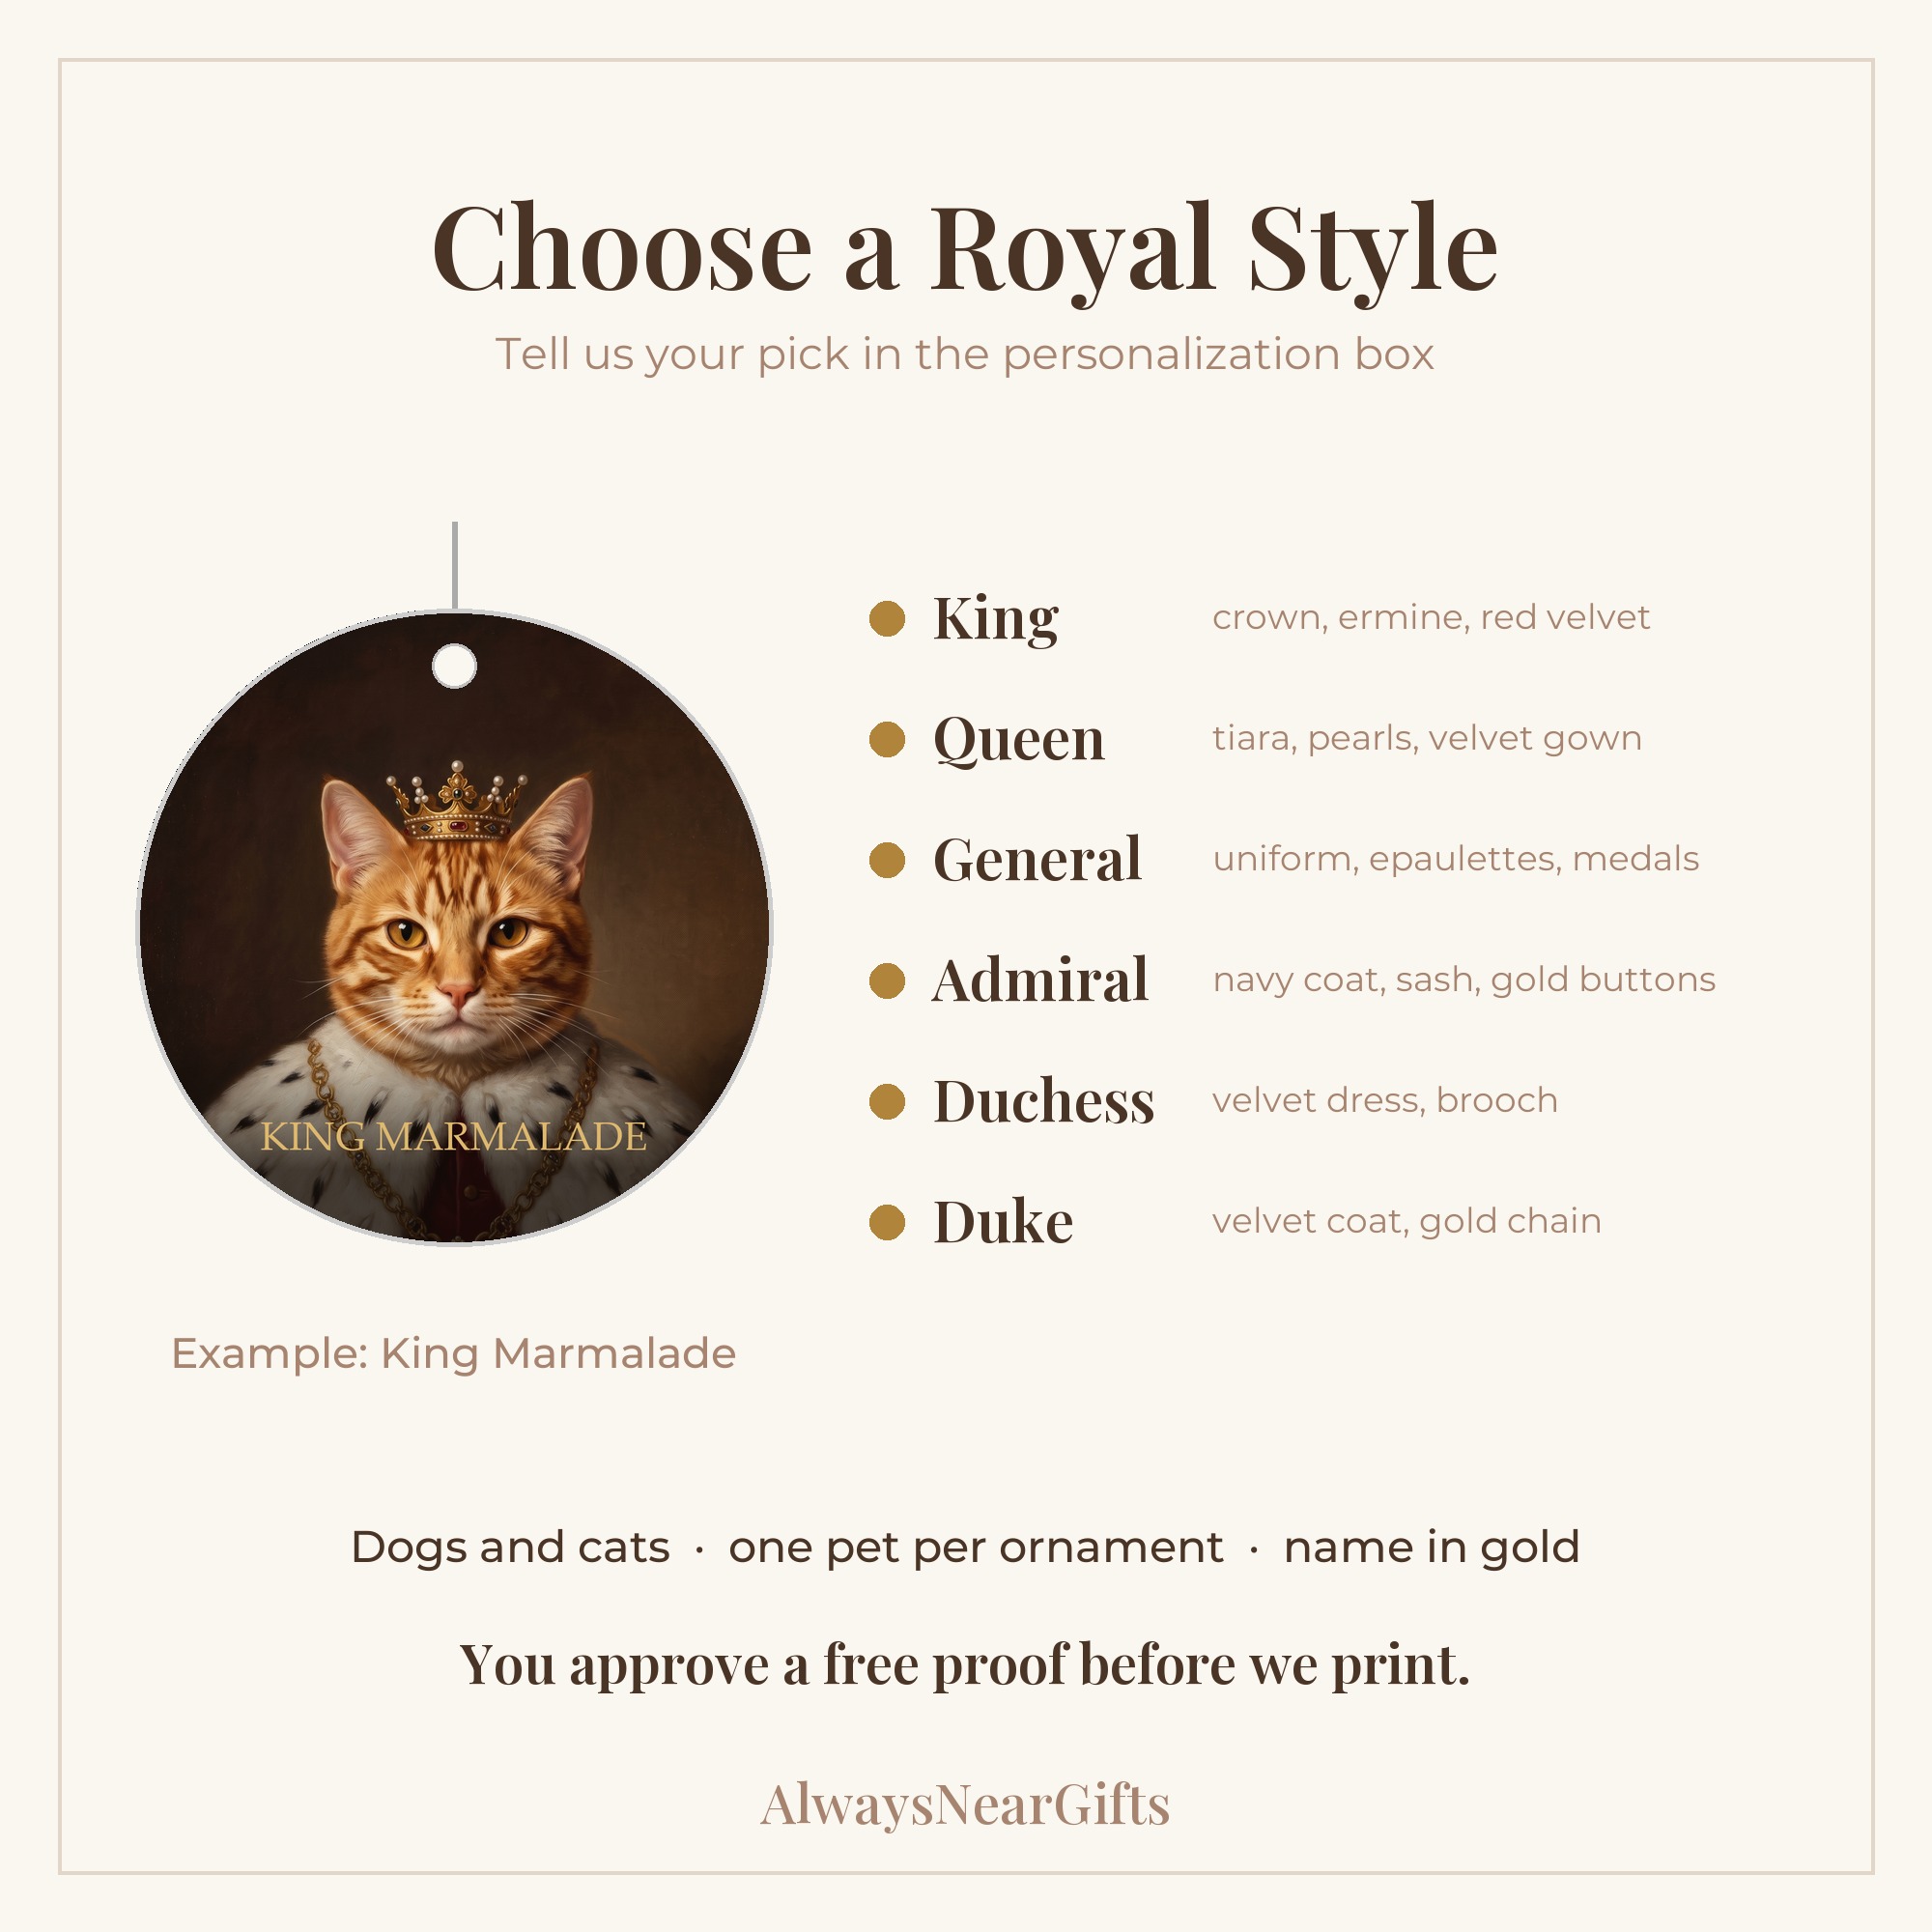 Choose a Royal Style
Tell us your pick in the personalization box
KING MARMALADE
Example: King Marmalade
King crown, ermine, red velvet
Queen tiara, pearls, velvet gown
General uniform, epaulettes, medals
Admiral navy coat, sash, gold buttons
Duchess velvet dress, brooch
Duke velvet coat, gold chain
Dogs and cats · one pet per ornament · name in gold
You approve a free proof before we print.
AlwaysNearGifts